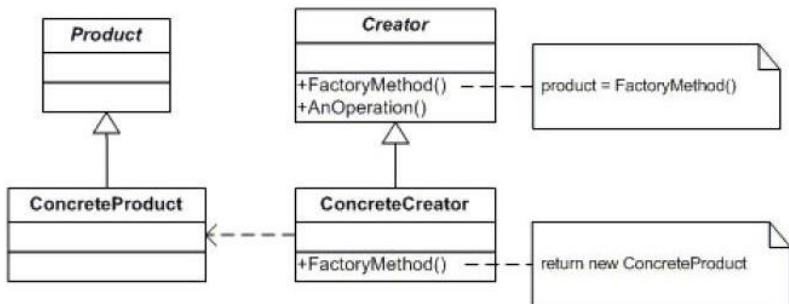 Product
Creator
+FactoryMethod()
+AnOperation()
product = FactoryMethod()
ConcreteProduct
ConcreteCreator
+FactoryMethod()
return new ConcreteProduct